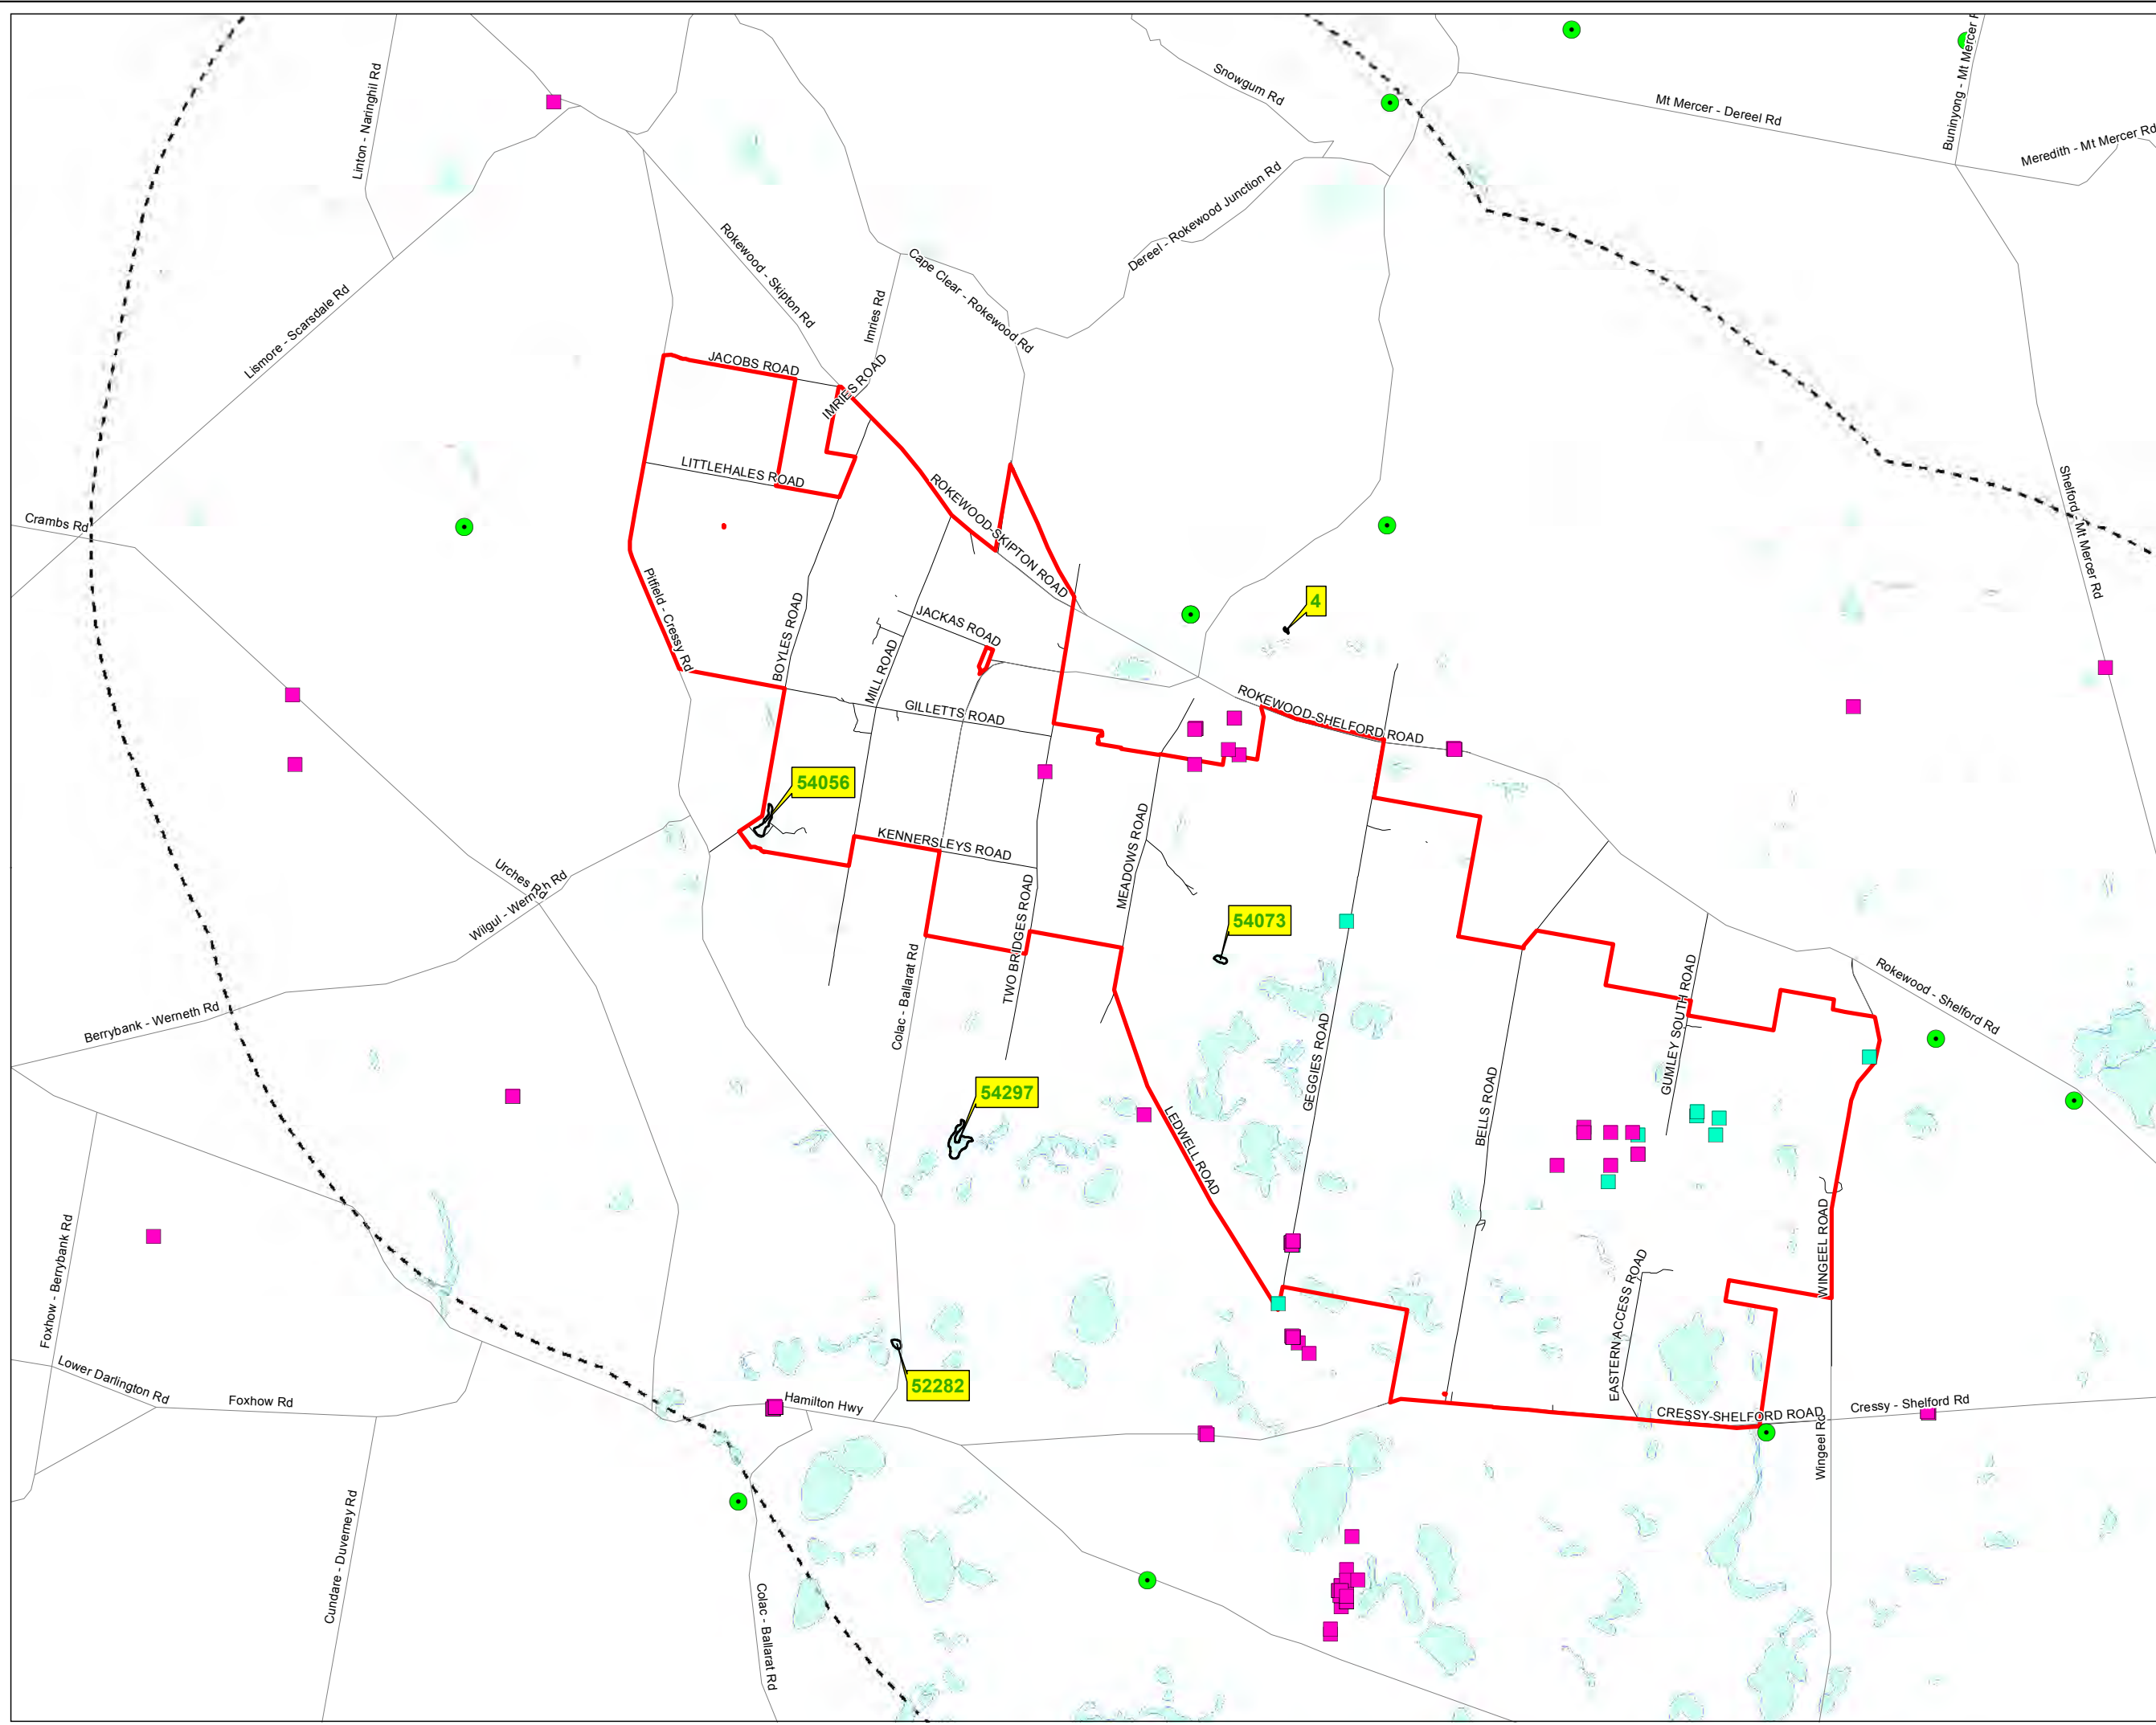 Linton - Naringhill Rd
Snowgum Rd
Mt Mercer - Dereel Rd
Buninyong - Mt Mercer
Meredith - Mt Mercer Rd
Dereel - Rokewood Junction Rd
Rokewood - Skipton Rd
Cape Clear - Rokewood Rd
Imries Rd
Lismore - Scarsdale Rd
JACOBS ROAD
IMRIES ROAD
LITTLEHALES ROAD
ROKEWOOD-SKIPTON ROAD
Crambs Rd
Shelford - Mt Mercer Rd
Pitfield - Cressy Rd
BOYLES ROAD
JACKAS ROAD
4
MILL ROAD
GILLETTS ROAD
ROKEWOOD-SHELFORD ROAD
54056
KENNERSLEYS ROAD
MEADOWS ROAD
Urches Rd
Wilgul - Werneth Rd
TWO BRIDGES ROAD
54073
Colac - Ballarat Rd
GUMLEY SOUTH ROAD
Rokewood - Shelford Rd
Berrybank - Werneth Rd
GEGGIES ROAD
54297
BELLS ROAD
LEDWELL ROAD
Foxhow - Berrybank Rd
WINGEEL ROAD
EASTERN ACCESS ROAD
52282
Lower Darlington Rd
Foxhow Rd
Hamilton Hwy
CRESSY-SHELFORD ROAD
Cressy - Shelford Rd
Wingeel Rd
Cundare - Duverney Rd
Colac - Ballarat Rd